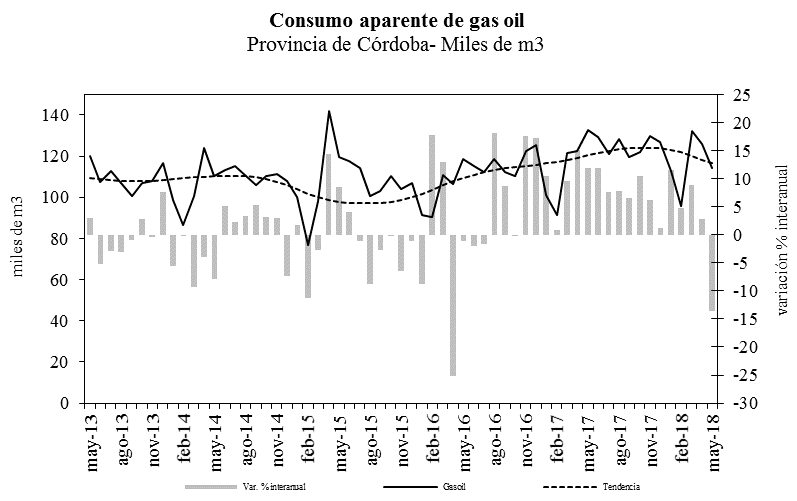 Consumo aparente de gas oil
Provincia de Córdoba- Miles de m3
miles de m3
140
120
100
80
60
40
20
0
25
20
15
10
5
0
-5
-10
-15
-20
-25
-30
variación % interanual
may-13
ago-13
nov-13
feb-14
may-14
ago-14
nov-14
feb-15
may-15
ago-15
nov-15
feb-16
may-16
ago-16
nov-16
feb-17
may-17
ago-17
nov-17
feb-18
may-18
Var. % interanual
Gasoil
Tendencia